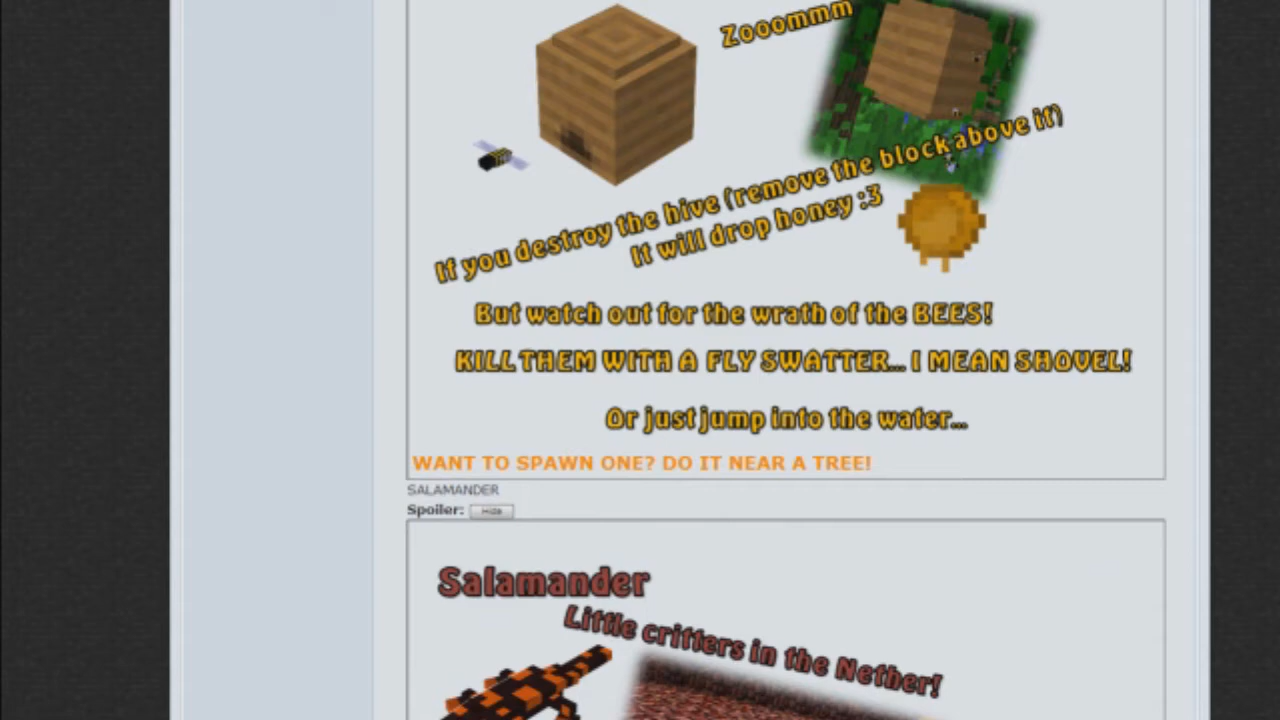 Zooommm
If you destroy the hive (remove the block above it)
It will drop honey :3
But watch out for the wrath of the BEES!
KILL THEM WITH A FLY SWATTER... I MEAN SHOVEL!
Or just jump into the water...
WANT TO SPAWN ONE? DO IT NEAR A TREE!
SALAMANDER
Spoiler: Hide
Salamander
Little critters in the Nether!